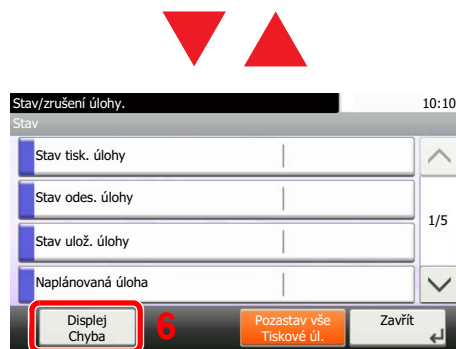 Stav/zrušení úlohy. 10:10
Stav
Stav tisk. úlohy
Stav odes. úlohy
1/5
Stav ulož. úlohy
Naplánovaná úloha
Displej
Chyba
6
Pozastav vše
Tiskové úl.
Zavřít